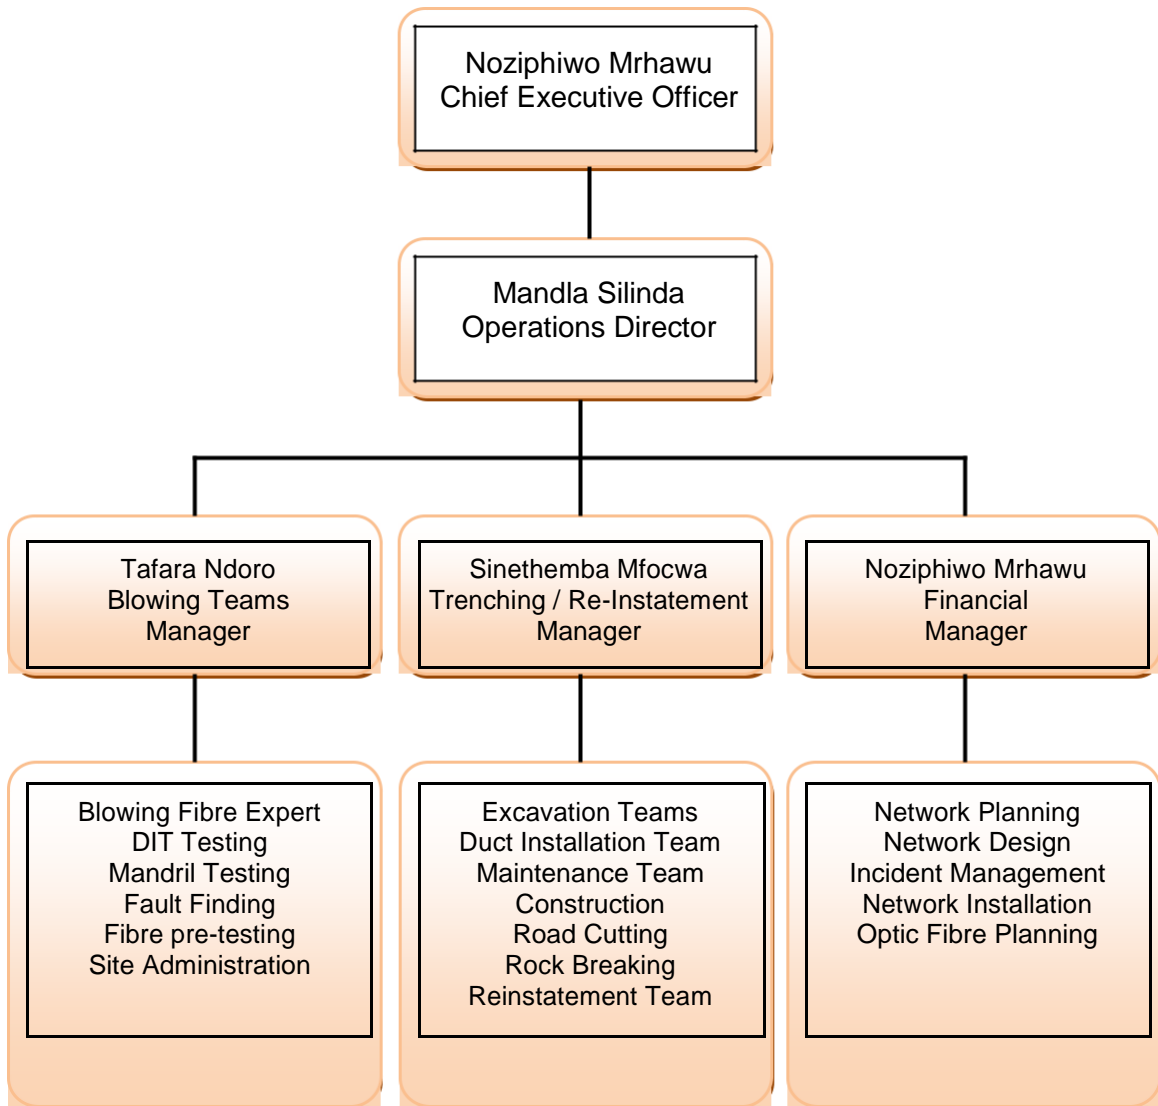 Noziphiwo Mrhawu
Chief Executive Officer
Mandla Silinda
Operations Director
Tafara Ndoro
Blowing Teams
Manager
Sinethemba Mfocwa
Trenching / Re-Instatement
Manager
Noziphiwo Mrhawu
Financial
Manager
Blowing Fibre Expert
DIT Testing
Mandril Testing
Fault Finding
Fibre pre-testing
Site Administration
Excavation Teams
Duct Installation Team
Maintenance Team
Construction
Road Cutting
Rock Breaking
Reinstatement Team
Network Planning
Network Design
Incident Management
Network Installation
Optic Fibre Planning